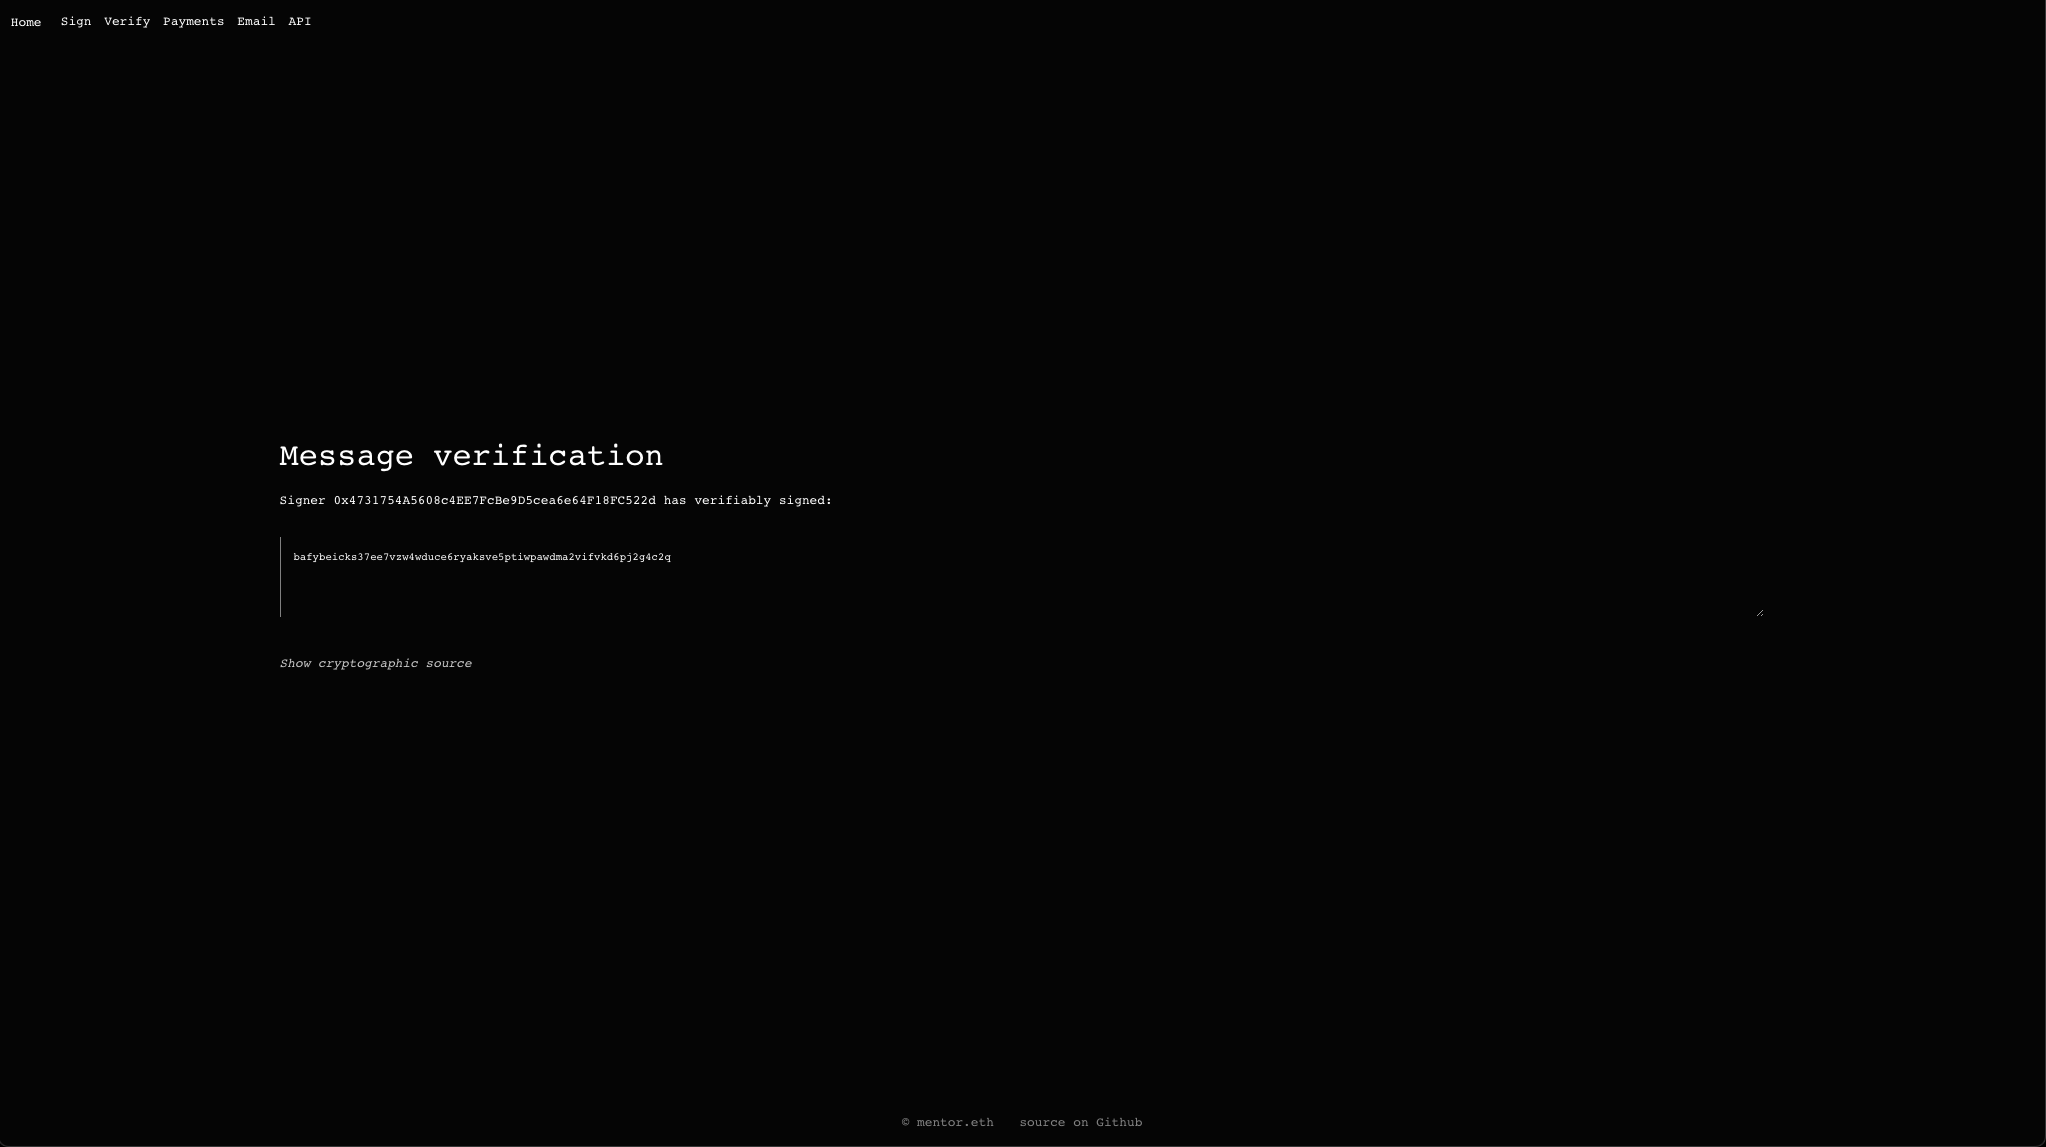 Home Sign Verify Payments Email API
Message verification
Signer 0x4731754A5608c4EE7FcBe9D5cea6e64F18FC522d has verifiably signed:
bafybeicks37ee7vzw4wduce6ryaksve5ptiwpawdma2vifvkd6pj2g4c2q
Show cryptographic source
© mentor.eth source on Github